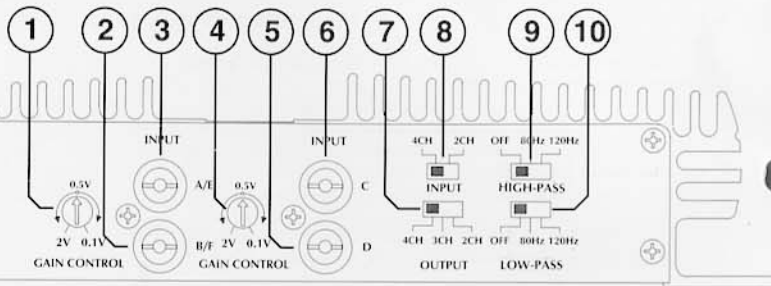 1 2 3 4 5 6 7 8 9 10
INPUT INPUT 4CH 2CH OFF 80Hz 120Hz
0.5V A/E 0.5V C INPUT HIGH-PASS
2V 0.1V B/F 2V 0.1V D 4CH 3CH 2CH OFF 80Hz 120Hz
GAIN CONTROL GAIN CONTROL OUTPUT LOW-PASS